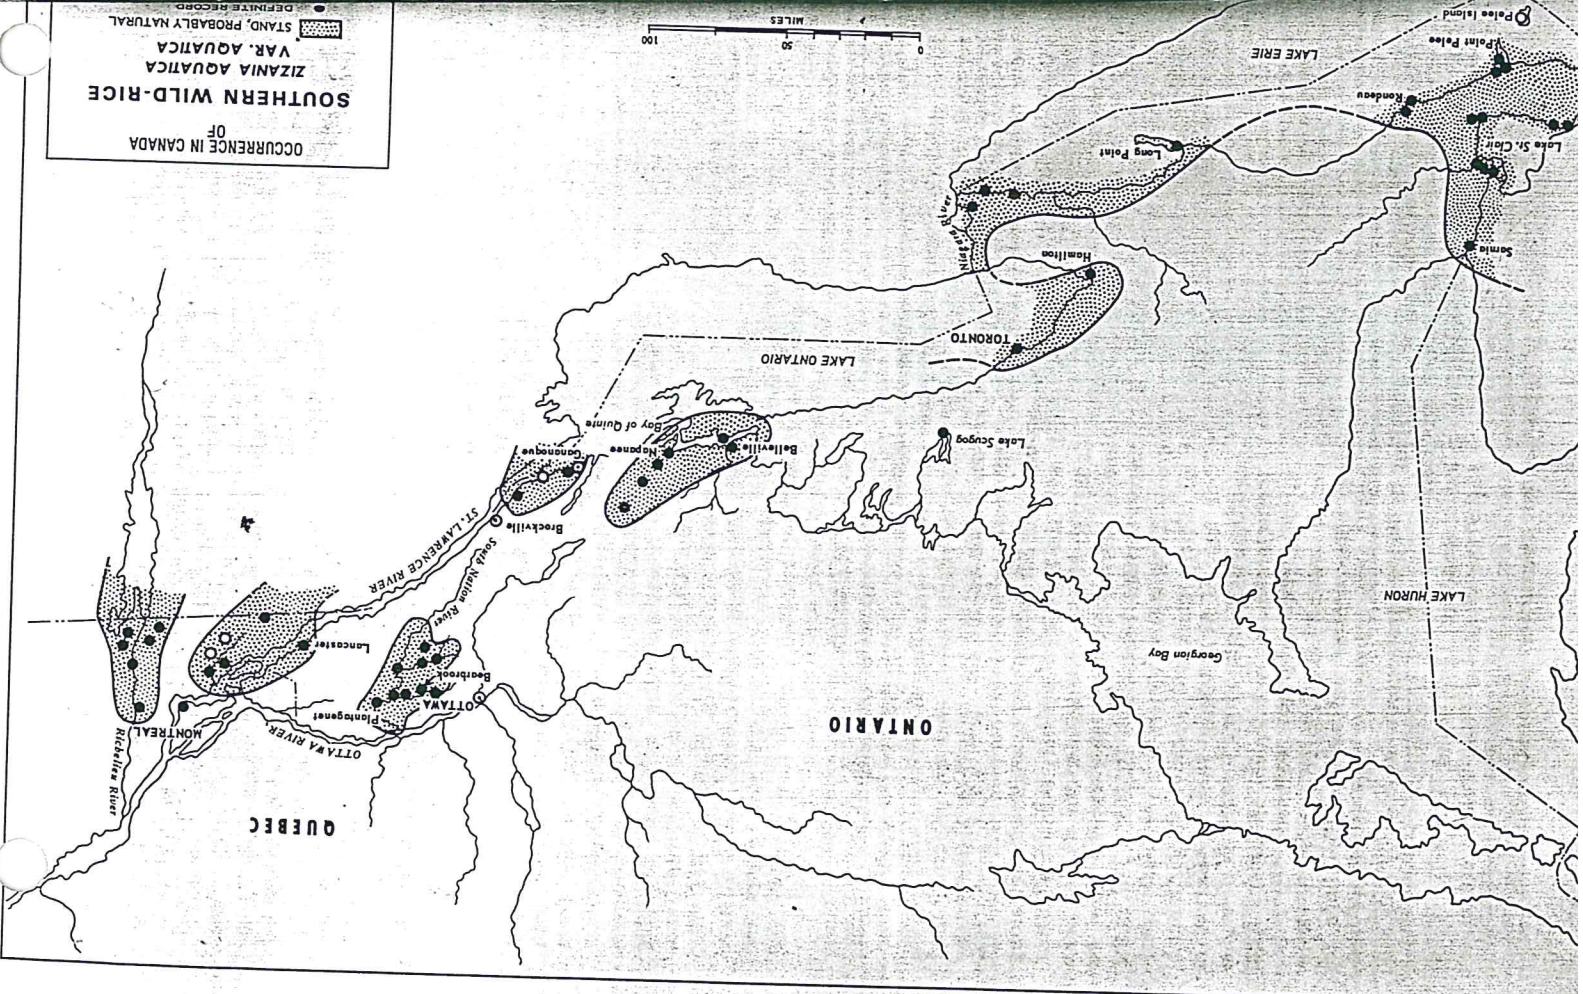 OCCURRENCE IN CANADA
OF
SOUTHERN WILD-RICE
ZIZANIA AQUATICA
VAR. AQUATICA
STAND, PROBABLY NATURAL
DEFINITE RECORD
QUEBEC
ONTARIO
Richelieu River
MONTREAL
OTTAWA RIVER
Plantagenet
OTTAWA
Bearbrook
Lancaster
South Nation River
ST. LAWRENCE RIVER
Brockville
Gananoque
Napanee
Belleville
Bay of Quinte
Lake Scugog
Georgian Bay
LAKE HURON
LAKE ONTARIO
TORONTO
Hamilton
Niagara River
Sarnia
Lake St. Clair
Long Point
Rondeau
Point Pelee
Pelee Island
LAKE ERIE
0 50 100
MILES